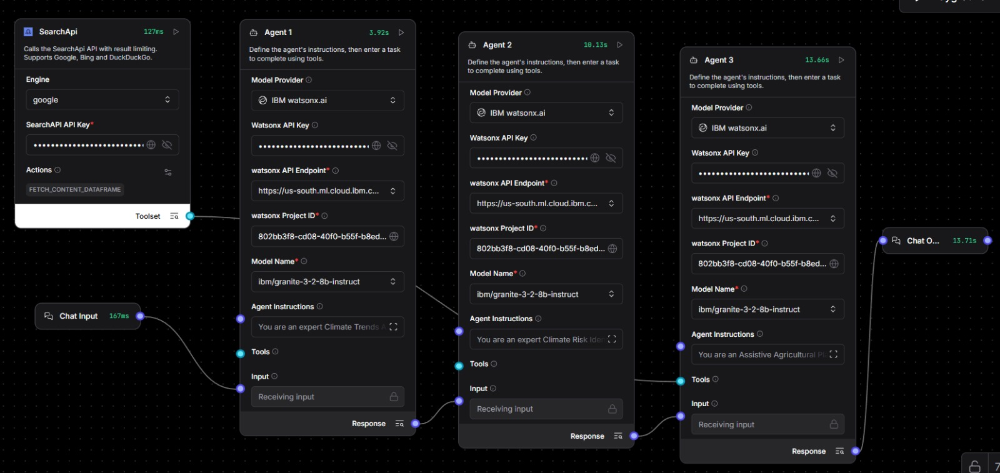 SearchApi 127ms
Calls the SearchApi API with result limiting.
Supports Google, Bing and DuckDuckGo.
Engine
google
SearchAPI API Key*
Actions
FETCH_CONTENT_DATAFRAME
Toolset
Chat Input 167ms
Agent 1 3.92s
Define the agent's instructions, then enter a task
to complete using tools.
Model Provider
IBM watsonx.ai
Watsonx API Key
watsonx API Endpoint*
https://us-south.ml.cloud.ibm.c...
watsonx Project ID*
802bb3f8-cd08-40f0-b55f-b8ed...
Model Name*
ibm/granite-3-2-8b-instruct
Agent Instructions
You are an expert Climate Trends
Tools
Input
Receiving input
Response
Agent 2 10.13s
Define the agent's instructions, then enter a task
to complete using tools.
Model Provider
IBM watsonx.ai
Watsonx API Key
watsonx API Endpoint*
https://us-south.ml.cloud.ibm.c...
watsonx Project ID*
802bb3f8-cd08-40f0-b55f-b8ed...
Model Name*
ibm/granite-3-2-8b-instruct
Agent Instructions
You are an expert Climate Risk Iden
Tools
Input
Receiving input
Response
Agent 3 13.66s
Define the agent's instructions, then enter a task
to complete using tools.
Model Provider
IBM watsonx.ai
Watsonx API Key
watsonx API Endpoint*
https://us-south.ml.cloud.ibm.c...
watsonx Project ID*
802bb3f8-cd08-40f0-b55f-b8ed...
Model Name*
ibm/granite-3-2-8b-instruct
Agent Instructions
You are an Assistive Agricultural
Tools
Input
Receiving input
Response
Chat O... 13.71s